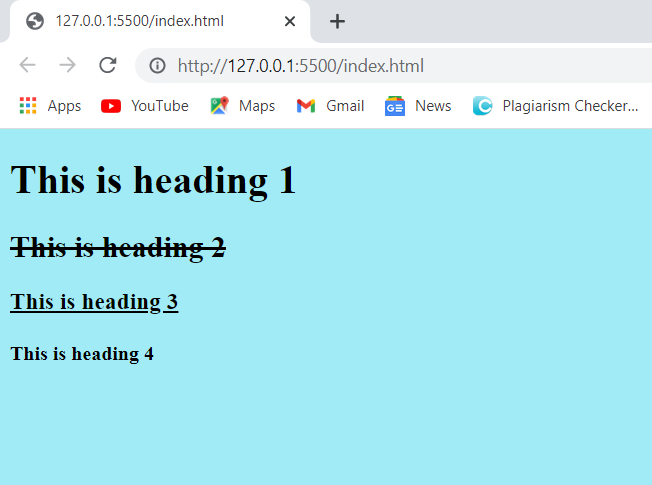 127.0.0.1:5500/index.html
http://127.0.0.1:5500/index.html
Apps YouTube Maps Gmail News Plagiarism Checker...
This is heading 1
This is heading 2
This is heading 3
This is heading 4